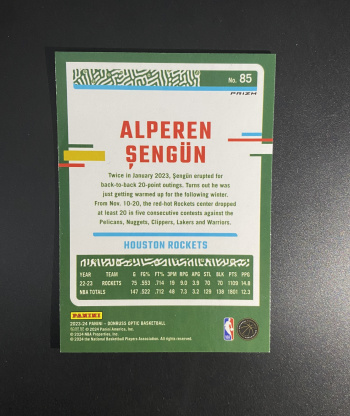 No. 85
PRIZM
ALPEREN
ŞENGÜN
Twice in January 2023, Şengün erupted for
back-to-back 20-point outings. Turns out he was
just getting warmed up for the following winter.
From Nov. 10-20, the red-hot Rockets center dropped
at least 20 in five consecutive contests against the
Pelicans, Nuggets, Clippers, Lakers and Warriors.
HOUSTON ROCKETS
YEAR TEAM G FG% FT% 3PM RPG APG STL BLK PTS PPG
22-23 ROCKETS 75 .553 .714 19 9.0 3.9 70 70 1109 14.8
NBA TOTALS 147 .522 .712 48 7.3 3.2 129 138 1801 12.3
PANINI
2023-24 PANINI - DONRUSS OPTIC BASKETBALL
© 2024 Panini America, Inc.
© 2024 NBA Properties, Inc.
© 2024 the National Basketball Players Association. All rights reserved.
NBA